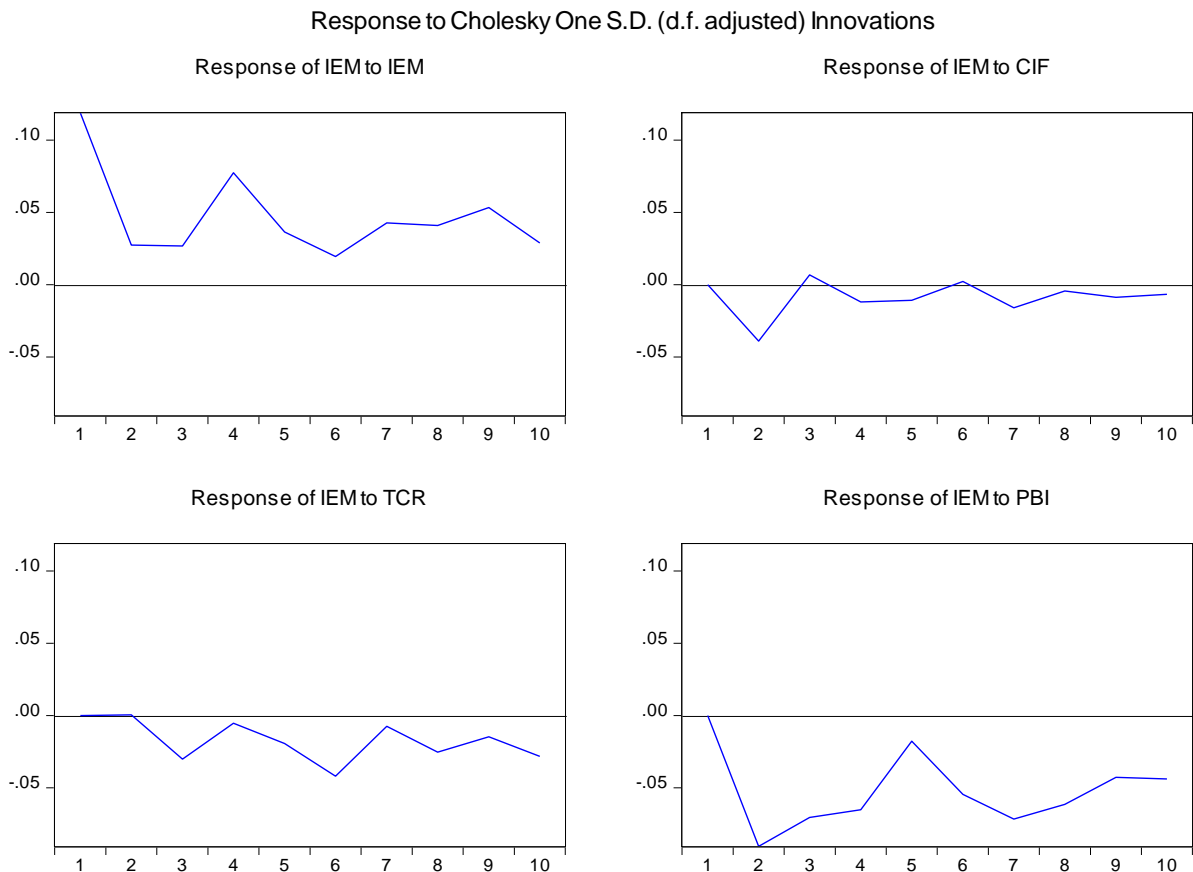 Response to Cholesky One S.D. (d.f. adjusted) Innovations
Response of IEM to IEM
.10
.05
.00
-.05
1 2 3 4 5 6 7 8 9 10
Response of IEM to CIF
.10
.05
.00
-.05
1 2 3 4 5 6 7 8 9 10
Response of IEM to TCR
.10
.05
.00
-.05
1 2 3 4 5 6 7 8 9 10
Response of IEM to PBI
.10
.05
.00
-.05
1 2 3 4 5 6 7 8 9 10